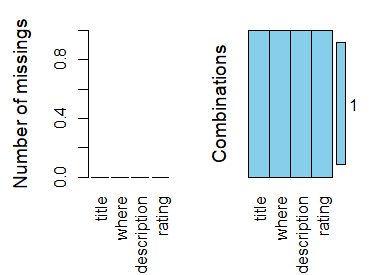 Number of missings
0.0
0.4
0.8
title
where
description
rating
Combinations
title
where
description
rating
1